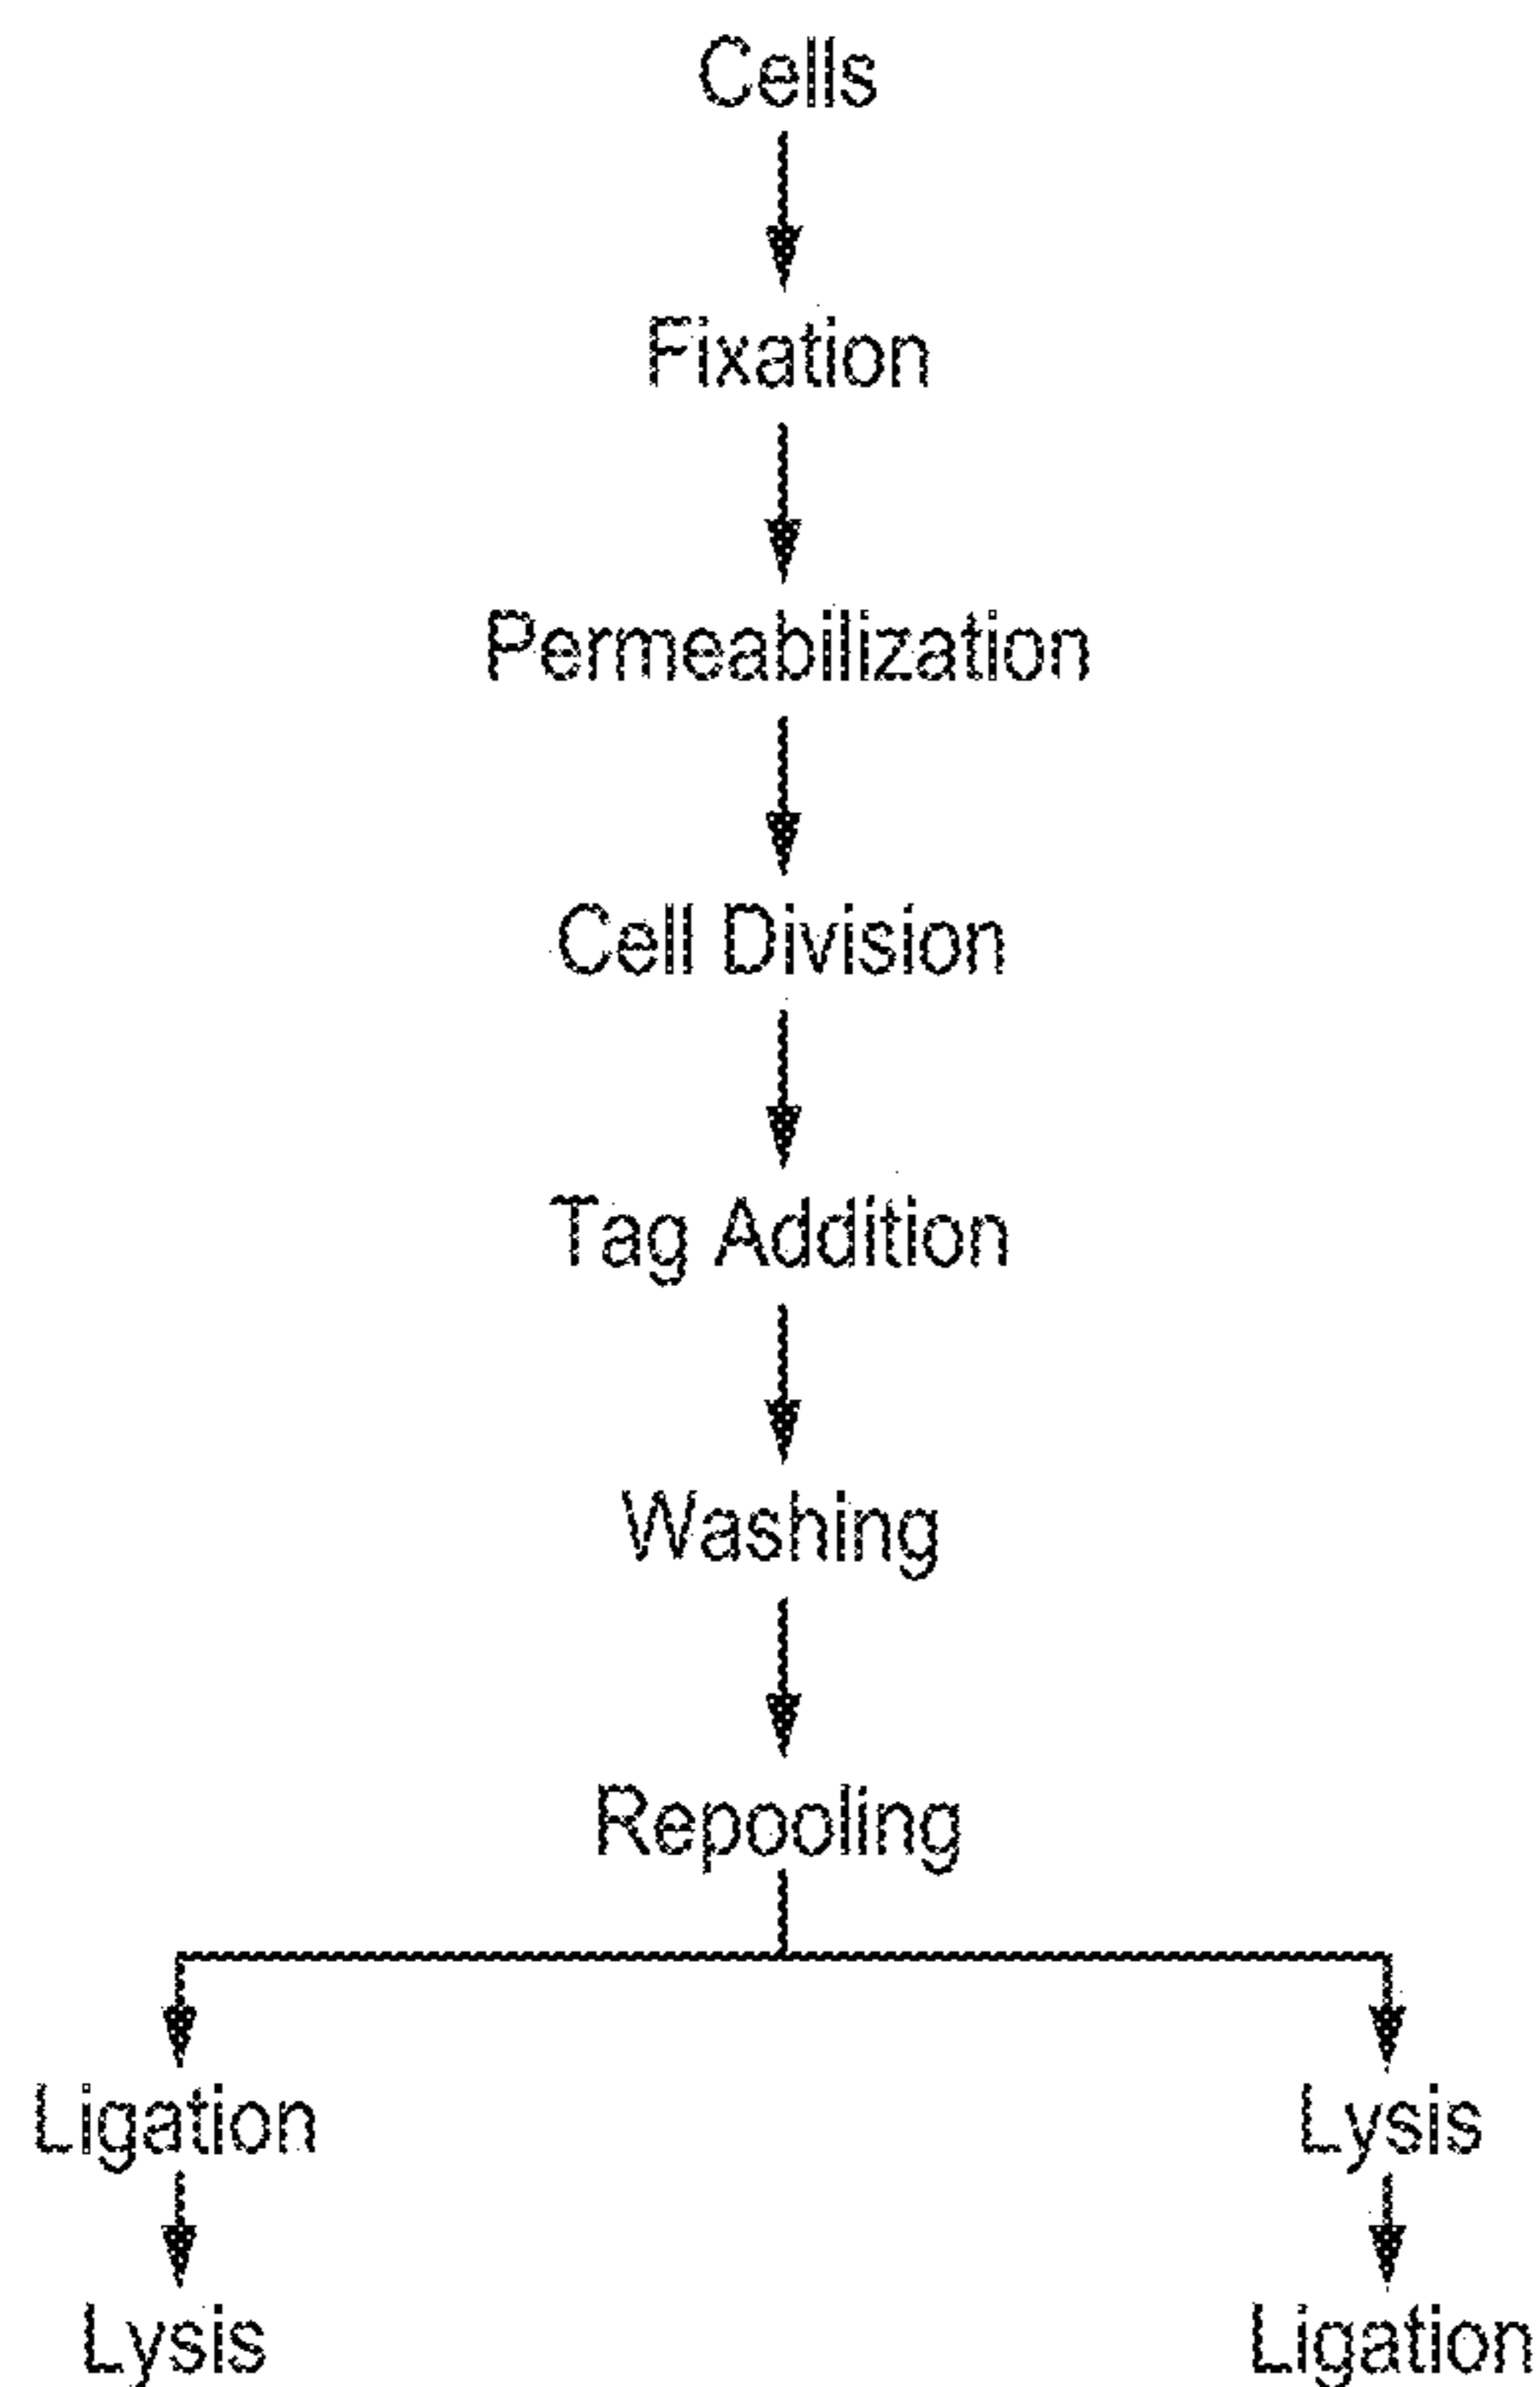 Cells
Fixation
Permeabilization
Cell Division
Tag Addition
Washing
Repooling
Ligation
Lysis
Lysis
Ligation